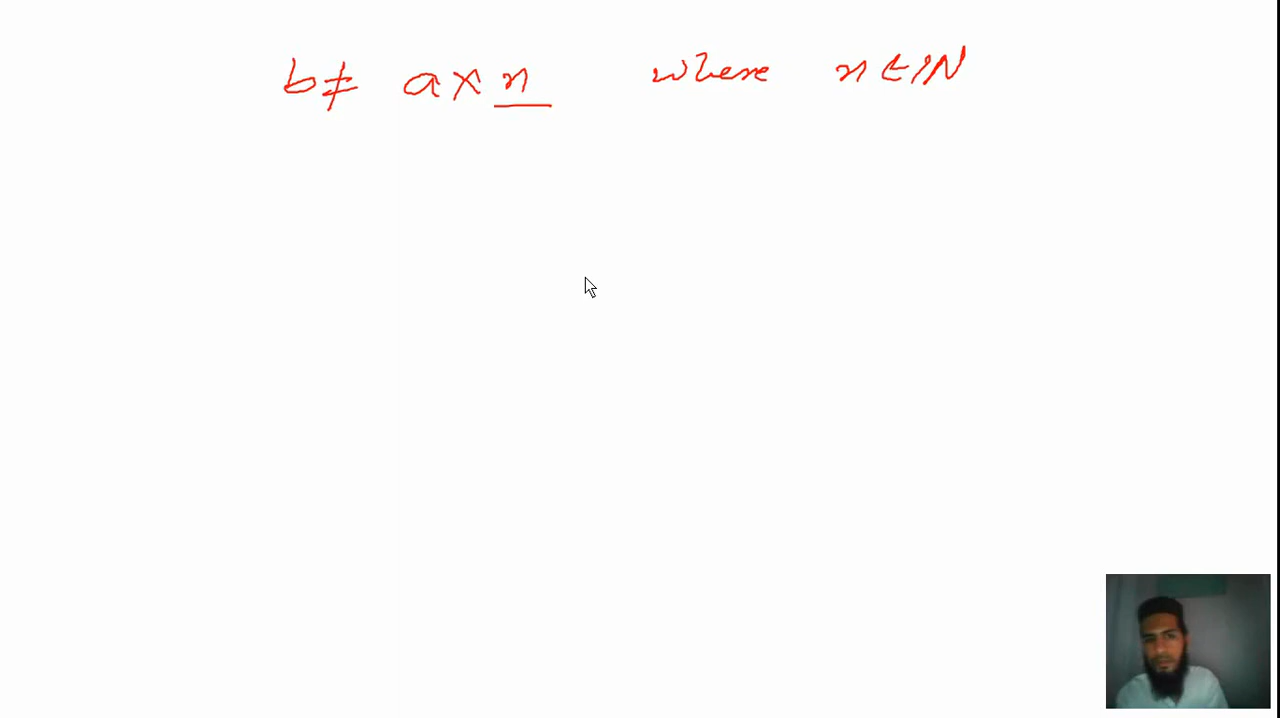 b ≠ a × n where n ∈ ℕ